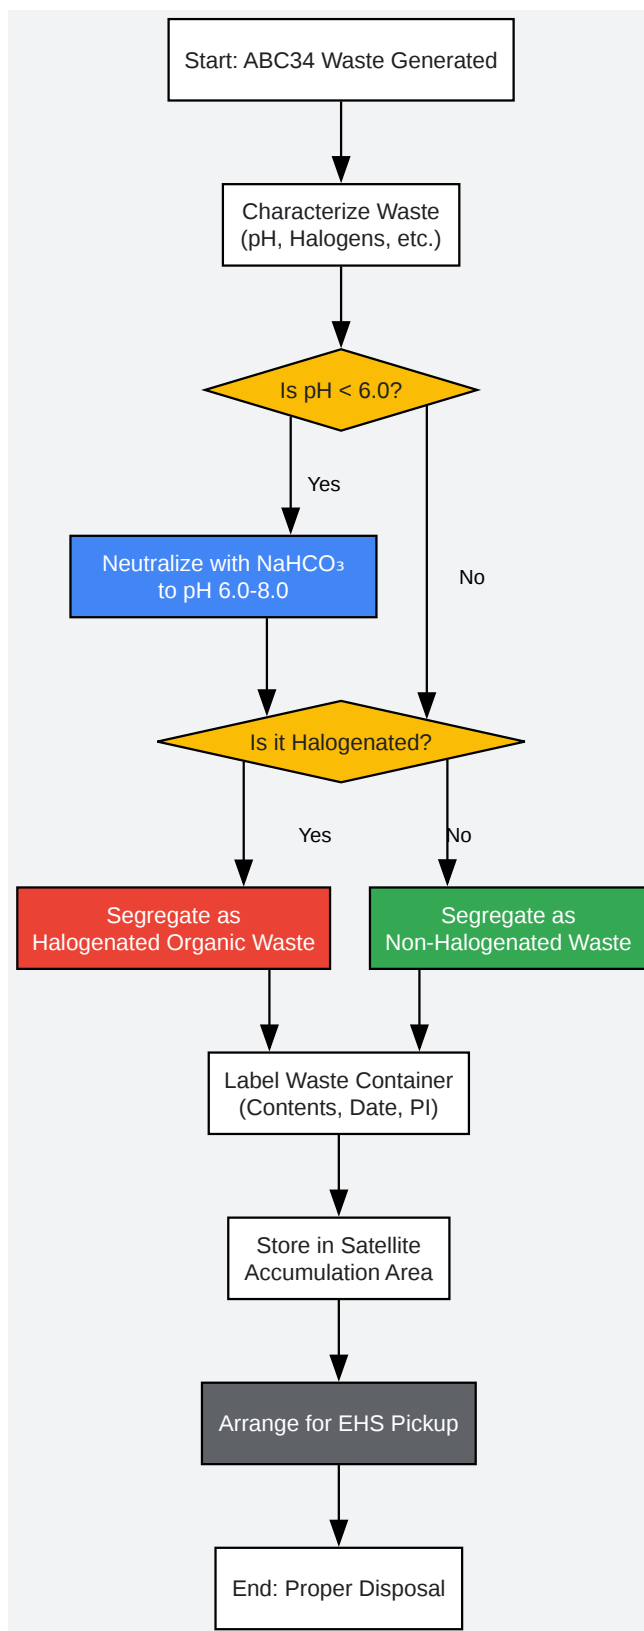 Start: ABC34 Waste Generated
Characterize Waste
(pH, Halogens, etc.)
Is pH < 6.0?
Yes
Neutralize with NaHCO₃
to pH 6.0-8.0
No
Is it Halogenated?
Yes
No
Segregate as
Halogenated Organic Waste
Segregate as
Non-Halogenated Waste
Label Waste Container
(Contents, Date, PI)
Store in Satellite
Accumulation Area
Arrange for EHS Pickup
End: Proper Disposal